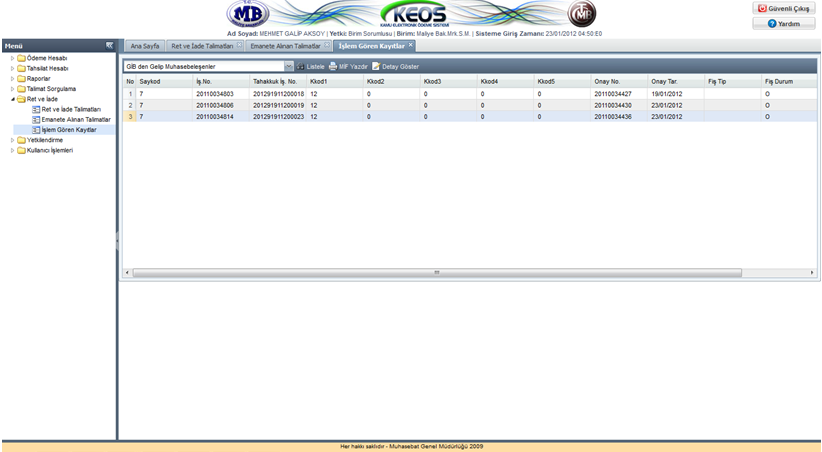 MB
KEOS
KAMU ELEKTRONİK ÖDEME SİSTEMİ
Güvenli Çıkış
Yardım
Ad Soyad: MEHMET GALİP AKSOY | Yetki: Birim Sorumlusu | Birim: Maliye Bak.Mrk.S.M. | Sisteme Giriş Zamanı: 23/01/2012 04:50:E0
Menü
Ana Sayfa
Ret ve İade Talimatları
Emanete Alınan Talimatlar
İşlem Gören Kayıtlar
Ödeme Hesabı
Tahsilat Hesabı
Raporlar
Talimat Sorgulama
Ret ve İade
Ret ve İade Talimatları
Emanete Alınan Talimatlar
İşlem Gören Kayıtlar
Yetkilendirme
Kullanıcı İşlemleri
GİB den Gelip Muhasebeleşenler
Listele MİF Yazdır Detay Göster
No Saykod İş.No. Tahakkuk İş. No. Kkod1 Kkod2 Kkod3 Kkod4 Kkod5 Onay No. Onay Tar. Fiş Tip Fiş Durum
1 7 20110034803 201291911200018 12 0 0 0 0 20110034427 19/01/2012 O
2 7 20110034806 201291911200019 12 0 0 0 0 20110034430 23/01/2012 O
3 7 20110034814 201291911200023 12 0 0 0 0 20110034436 23/01/2012 O
Her hakkı saklıdır - Muhasebat Genel Müdürlüğü 2009